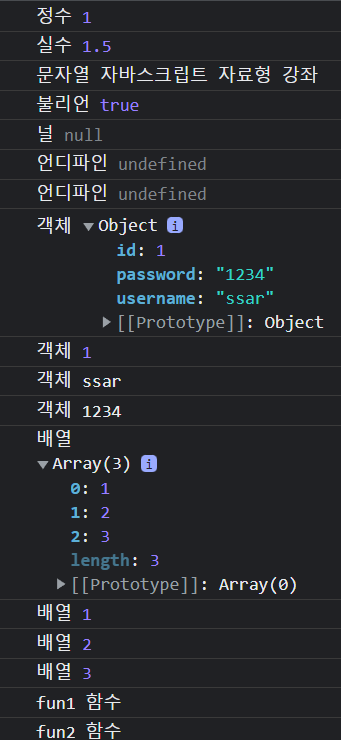 정수 1
실수 1.5
문자열 자바스크립트 자료형 강좌
불리언 true
널 null
언디파인 undefined
언디파인 undefined
객체 ▼Object i
id: 1
password: "1234"
username: "ssar"
▶[[Prototype]]: Object
객체 1
객체 ssar
객체 1234
배열
▼Array(3) i
0: 1
1: 2
2: 3
length: 3
▶[[Prototype]]: Array(0)
배열 1
배열 2
배열 3
fun1 함수
fun2 함수